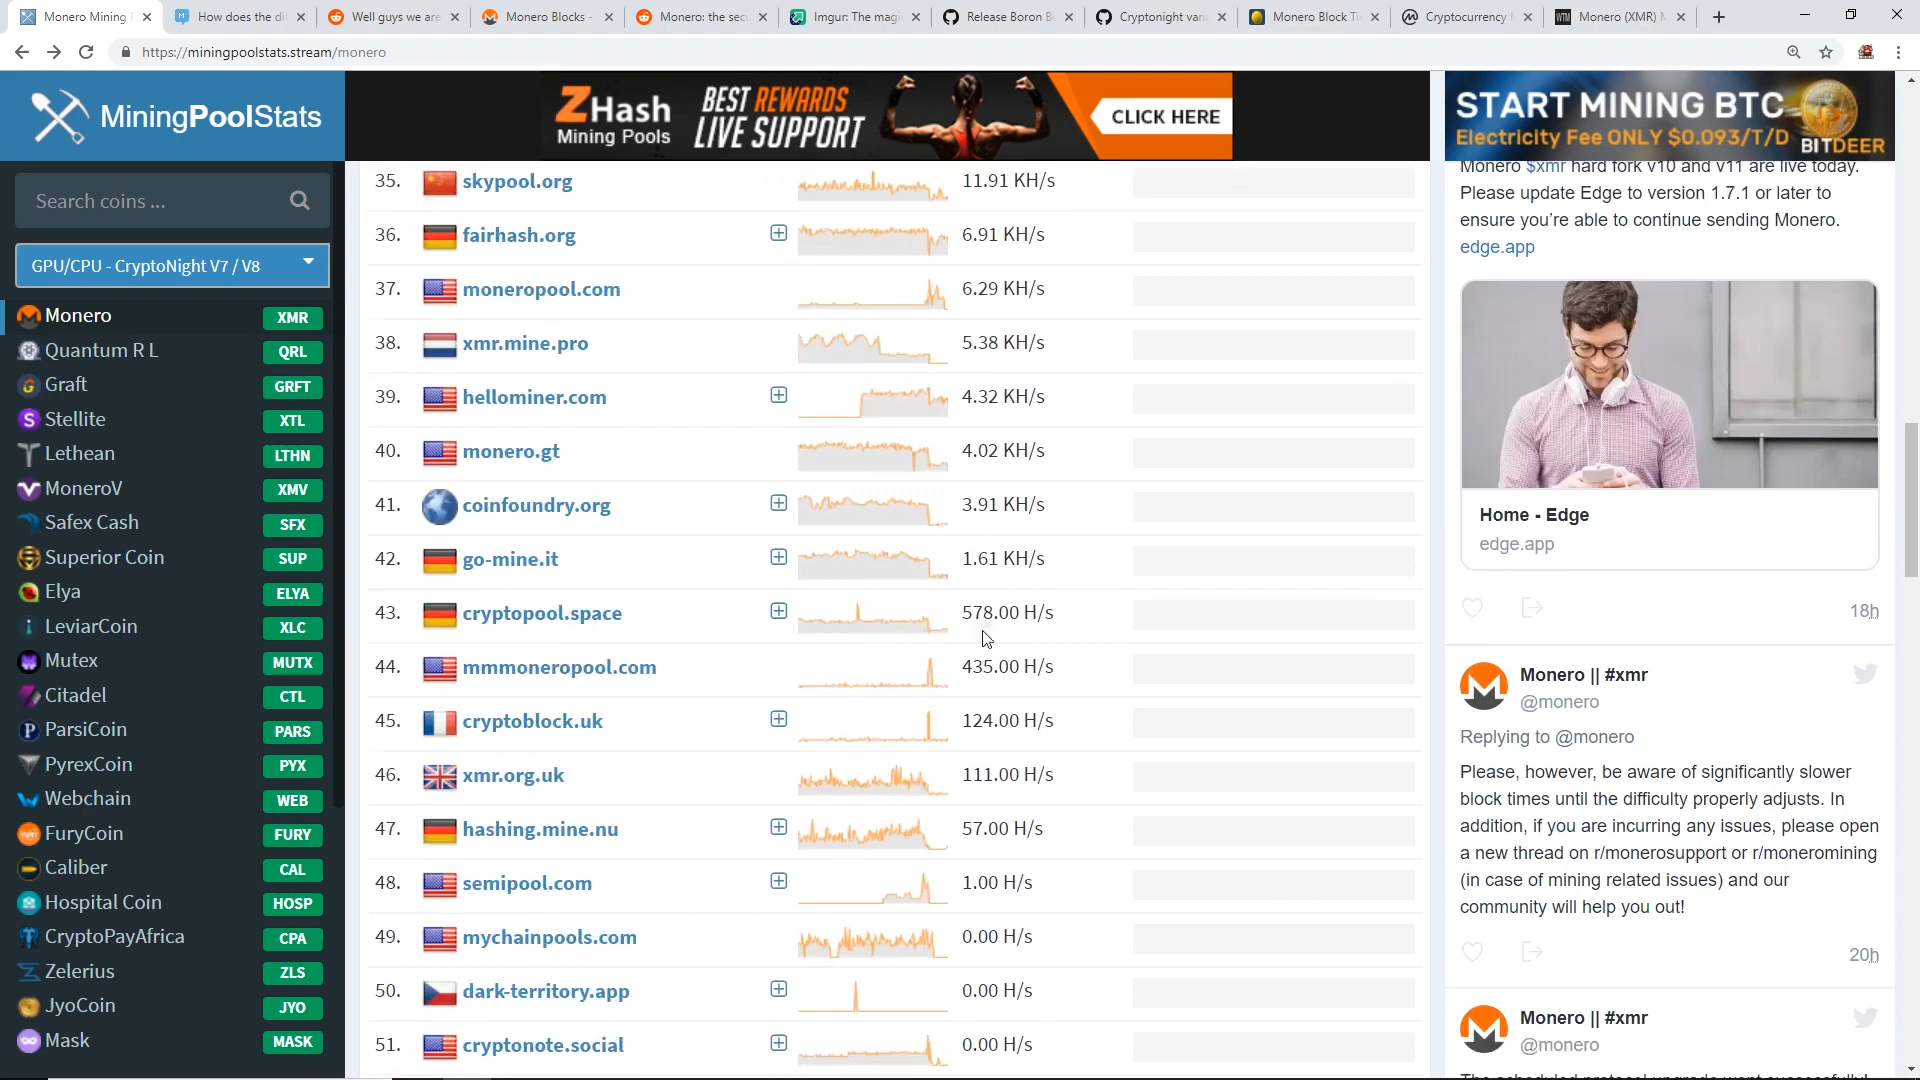 Monero Mining P
How does the dif
Well guys we are
Monero Blocks -
Monero: the secu
Imgur: The magi
Release Boron Bu
Cryptonight vari
Monero Block Ti
Cryptocurrency
Monero (XMR) M
https://miningpoolstats.stream/monero
MiningPoolStats
ZHash
Mining Pools
BEST REWARDS
LIVE SUPPORT
CLICK HERE
START MINING BTC
Electricity Fee ONLY $0.093/T/D
BITDEER
Search coins ...
GPU/CPU - CryptoNight V7 / V8
Monero XMR
Quantum R L QRL
Graft GRFT
Stellite XTL
Lethean LTHN
MoneroV XMV
Safex Cash SFX
Superior Coin SUP
Elya ELYA
LeviarCoin XLC
Mutex MUTX
Citadel CTL
ParsiCoin PARS
PyrexCoin PYX
Webchain WEB
FuryCoin FURY
Caliber CAL
Hospital Coin HOSP
CryptoPayAfrica CPA
Zelerius ZLS
JyoCoin JYO
Mask MASK
35. skypool.org 11.91 KH/s
36. fairhash.org 6.91 KH/s
37. moneropool.com 6.29 KH/s
38. xmr.mine.pro 5.38 KH/s
39. hellominer.com 4.32 KH/s
40. monero.gt 4.02 KH/s
41. coinfoundry.org 3.91 KH/s
42. go-mine.it 1.61 KH/s
43. cryptopool.space 578.00 H/s
44. mmmoneropool.com 435.00 H/s
45. cryptoblock.uk 124.00 H/s
46. xmr.org.uk 111.00 H/s
47. hashing.mine.nu 57.00 H/s
48. semipool.com 1.00 H/s
49. mychainpools.com 0.00 H/s
50. dark-territory.app 0.00 H/s
51. cryptonote.social 0.00 H/s
Monero $xmr hard fork v10 and v11 are live today.
Please update Edge to version 1.7.1 or later to
ensure you're able to continue sending Monero.
edge.app
Home - Edge
edge.app
18h
Monero || #xmr
@monero
Replying to @monero
Please, however, be aware of significantly slower
block times until the difficulty properly adjusts. In
addition, if you are incurring any issues, please open
a new thread on r/monerosupport or r/moneromining
(in case of mining related issues) and our
community will help you out!
20h
Monero || #xmr
@monero